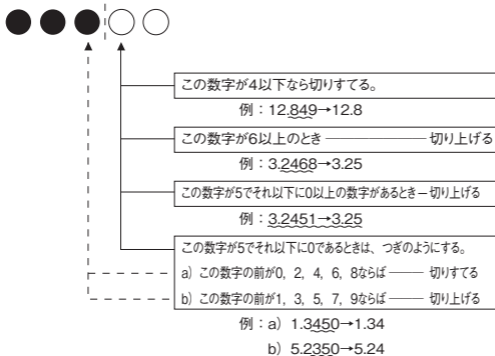 この数字が4以下なら切りすてる。
例：12.849→12.8
この数字が6以上のとき ――――― 切り上げる
例：3.2468→3.25
この数字が5でそれ以下に0以上の数字があるとき－切り上げる
例：3.2451→3.25
この数字が5でそれ以下に0であるときは、つぎのようにする。
a）この数字の前が0, 2, 4, 6, 8ならば ―― 切りすてる
b）この数字の前が1, 3, 5, 7, 9ならば ―― 切り上げる
例：a）1.3450→1.34
b）5.2350→5.24